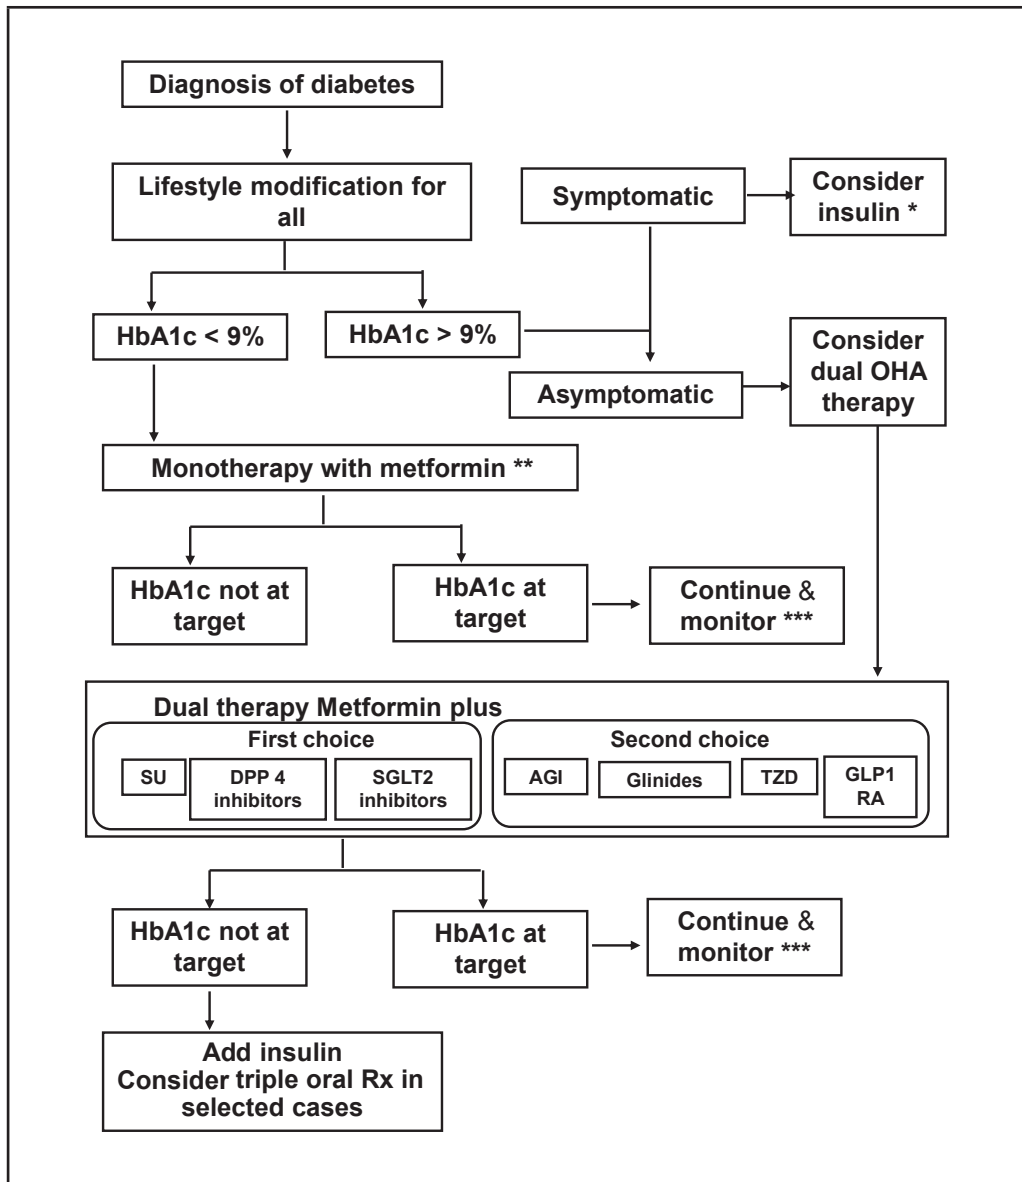 Diagnosis of diabetes
Lifestyle modification for
all
Symptomatic
Consider
insulin *
HbA1c < 9%
HbA1c > 9%
Asymptomatic
Consider
dual OHA
therapy
Monotherapy with metformin **
HbA1c not at
target
HbA1c at
target
Continue &
monitor ***
Dual therapy Metformin plus
First choice
SU
DPP 4
inhibitors
SGLT2
inhibitors
Second choice
AGI
Glinides
TZD
GLP1
RA
HbA1c not at
target
HbA1c at
target
Continue &
monitor ***
Add insulin
Consider triple oral Rx in
selected cases